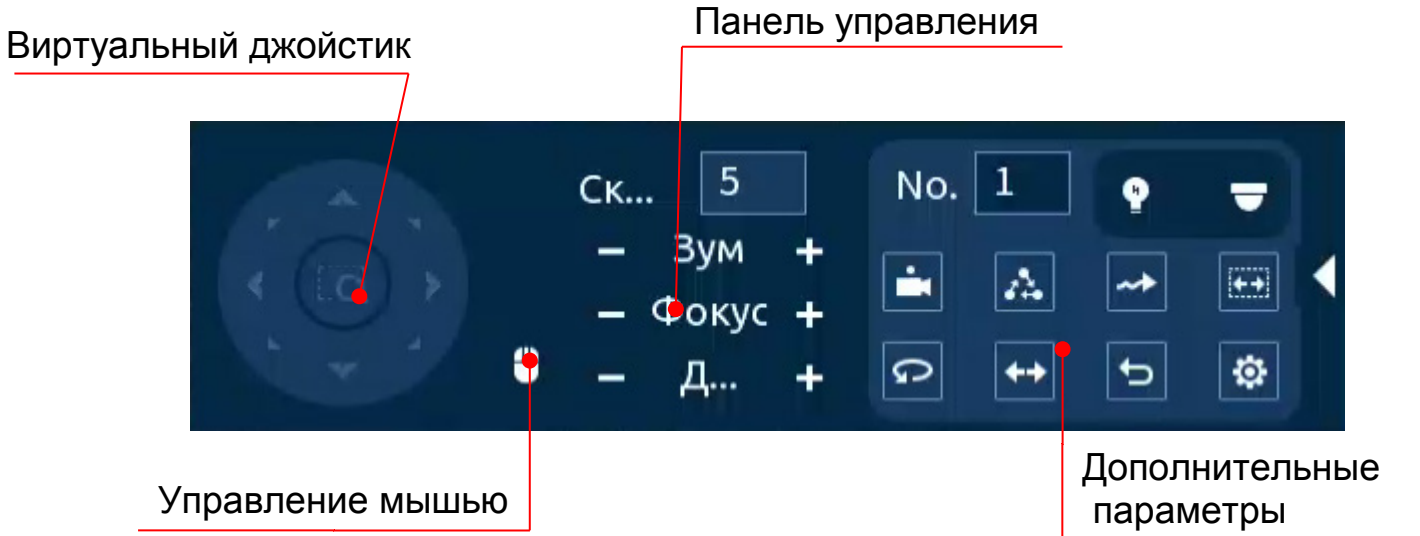 Панель управления
Виртуальный джойстик
Ск... 5
No. 1
– Зум +
– Фокус +
– Д... +
Управление мышью
Дополнительные
параметры